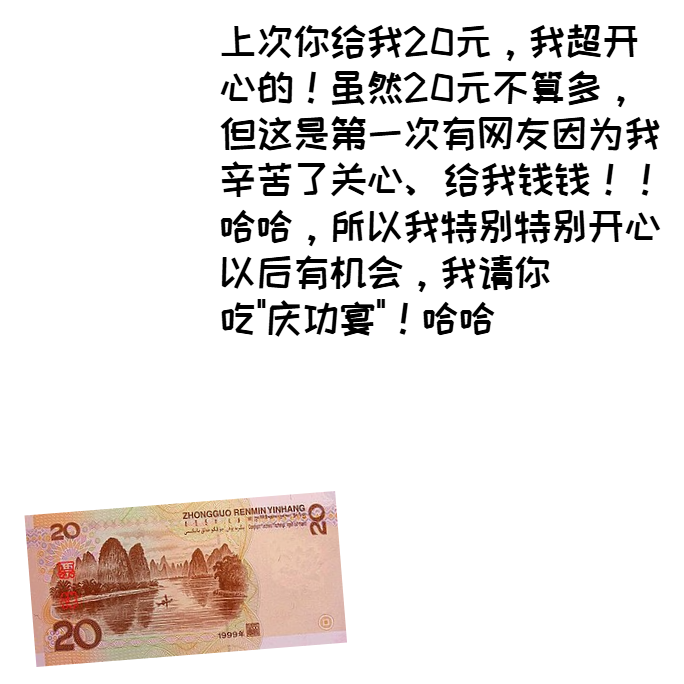 上次你给我20元，我超开
心的！虽然20元不算多，
但这是第一次有网友因为我
辛苦了关心、给我钱钱！！
哈哈，所以我特别特别开心
以后有机会，我请你
吃"庆功宴"！哈哈
ZHONGGUO RENMIN YINHANG
20
20
20
1999年